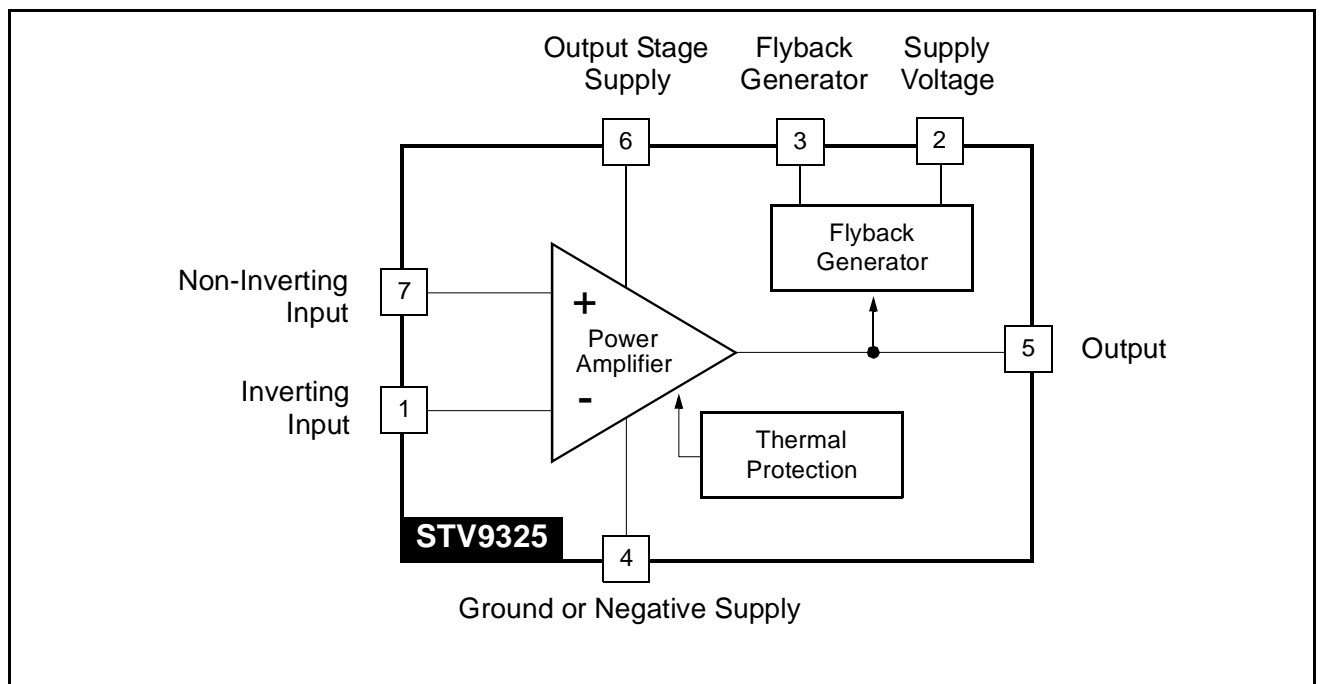 Output Stage
Supply
Flyback
Generator
Supply
Voltage
6
3
2
Flyback
Generator
Non-Inverting
Input
7
+
Power
Amplifier
5
Output
Inverting
Input
1
-
Thermal
Protection
STV9325
4
Ground or Negative Supply